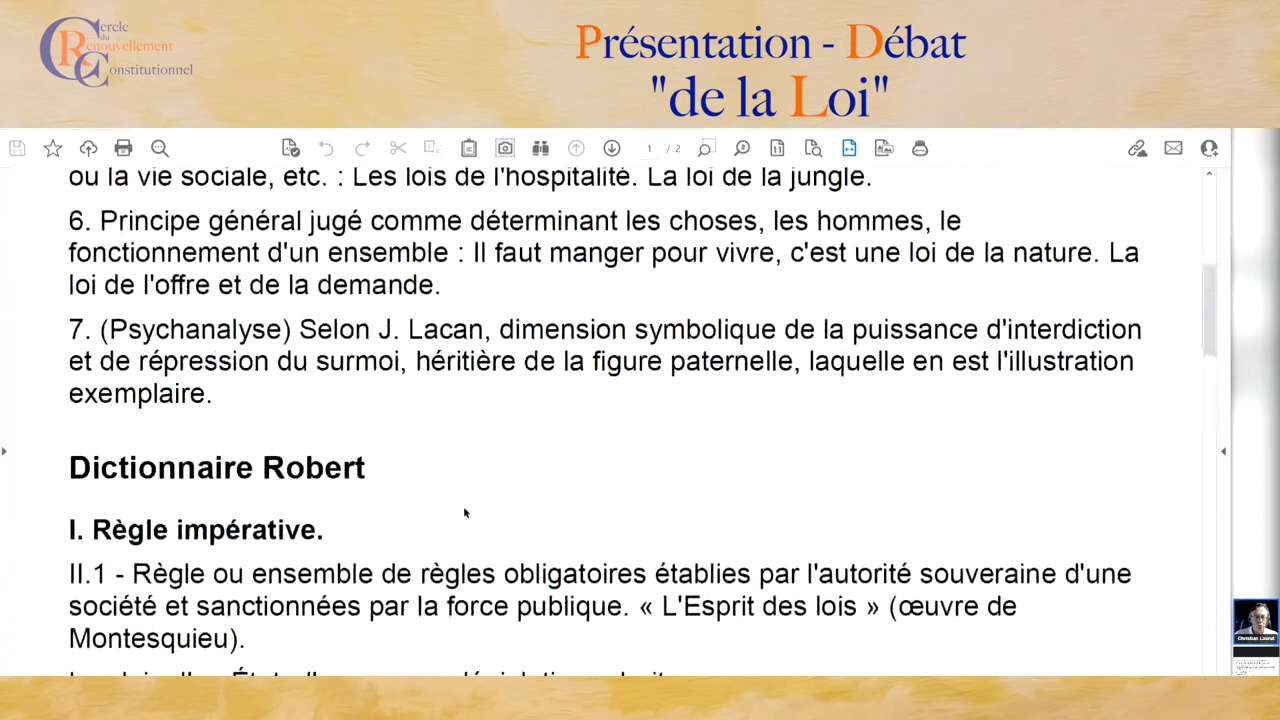 Cercle
du
Renouvellement
Constitutionnel
Présentation - Débat
"de la Loi"
1 / 2
ou la vie sociale, etc. : Les lois de l'hospitalité. La loi de la jungle.
6. Principe général jugé comme déterminant les choses, les hommes, le
fonctionnement d'un ensemble : Il faut manger pour vivre, c'est une loi de la nature. La
loi de l'offre et de la demande.
7. (Psychanalyse) Selon J. Lacan, dimension symbolique de la puissance d'interdiction
et de répression du surmoi, héritière de la figure paternelle, laquelle en est l'illustration
exemplaire.
Dictionnaire Robert
I. Règle impérative.
II.1 - Règle ou ensemble de règles obligatoires établies par l'autorité souveraine d'une
société et sanctionnées par la force publique. « L'Esprit des lois » (œuvre de
Montesquieu).